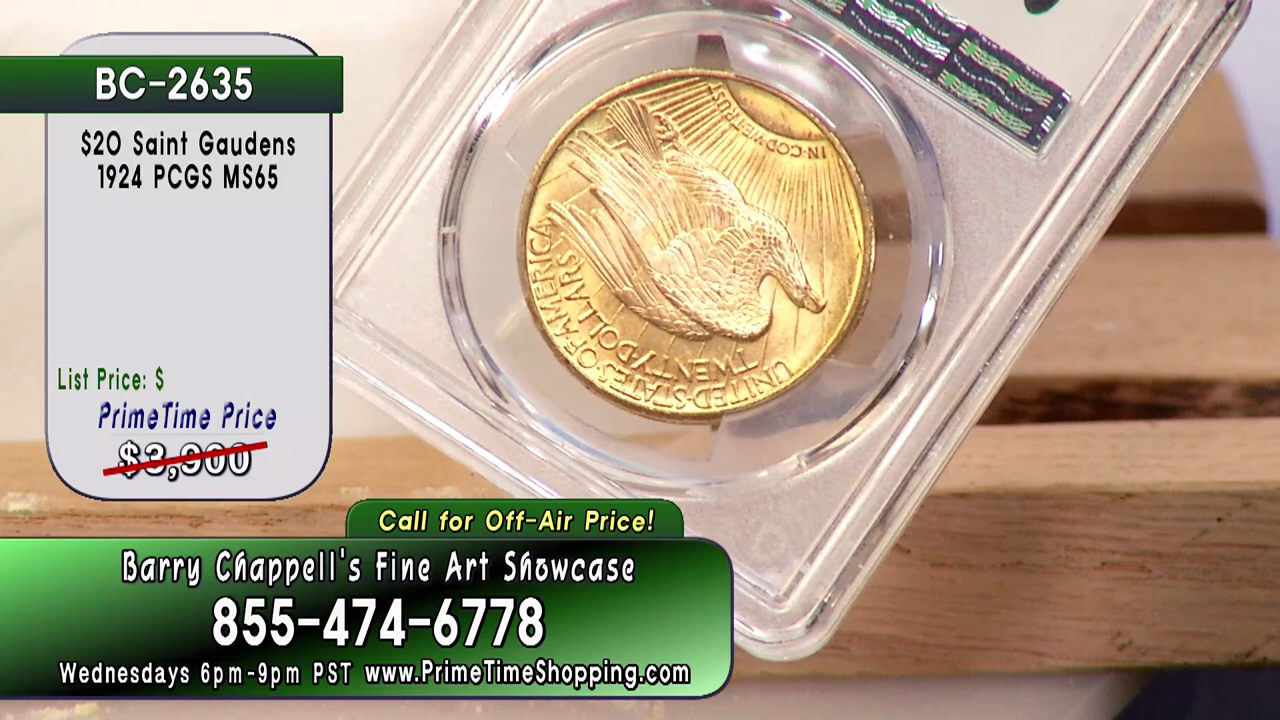 BC-2635
$20 Saint Gaudens
1924 PCGS MS65
List Price: $
PrimeTime Price
$3,900
Call for Off-Air Price!
Barry Chappell's Fine Art Showcase
855-474-6778
Wednesdays 6pm-9pm PST www.PrimeTimeShopping.com
UNITED·STATES·OF·AMERICA
TWENTY·DOLLARS
IN·GOD·WE·TRUST